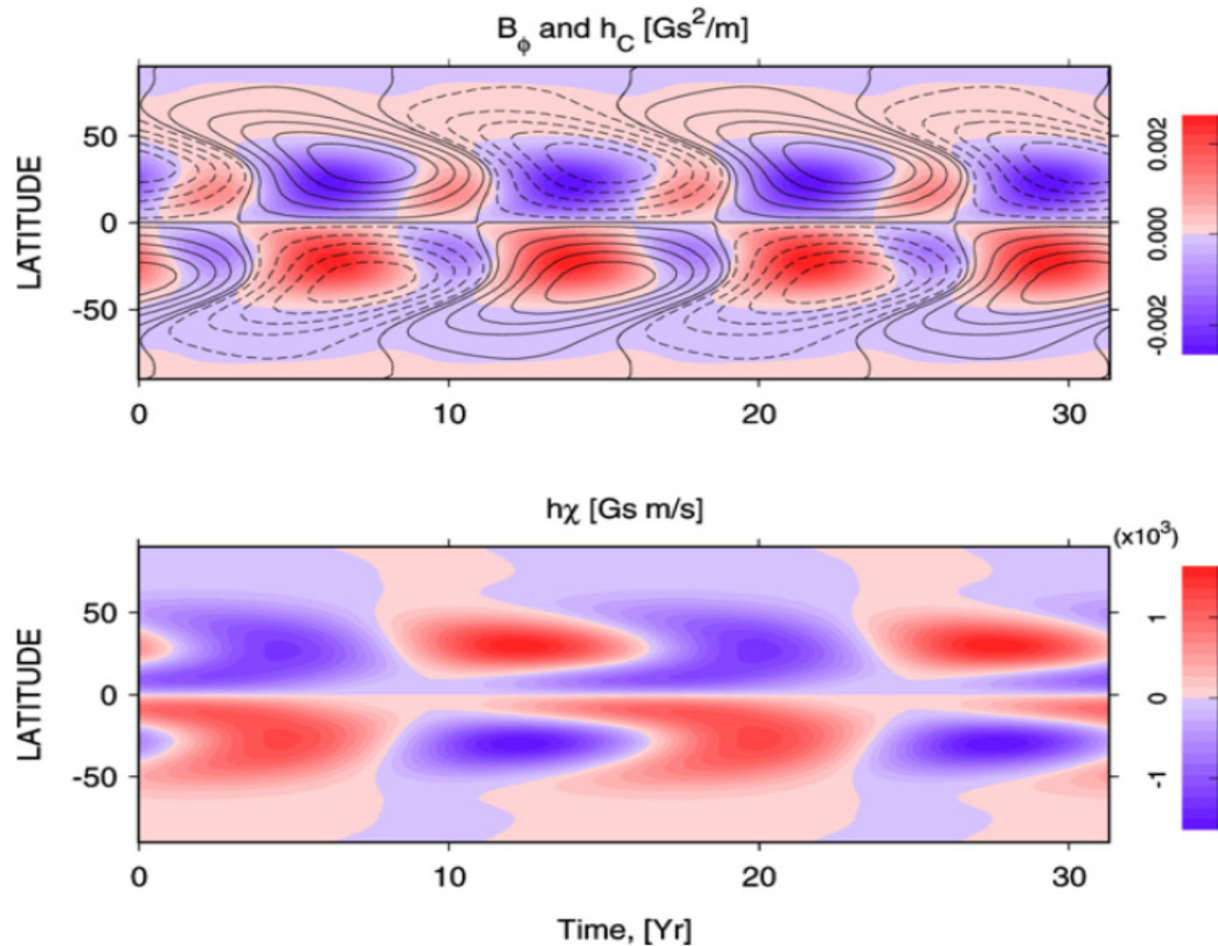 B_ϕ and h_C [Gs²/m]
LATITUDE
50
0
-50
0 10 20 30
0.002
0.000
-0.002
hχ [Gs m/s]
(x10³)
LATITUDE
50
0
-50
0 10 20 30
1
0
-1
Time, [Yr]